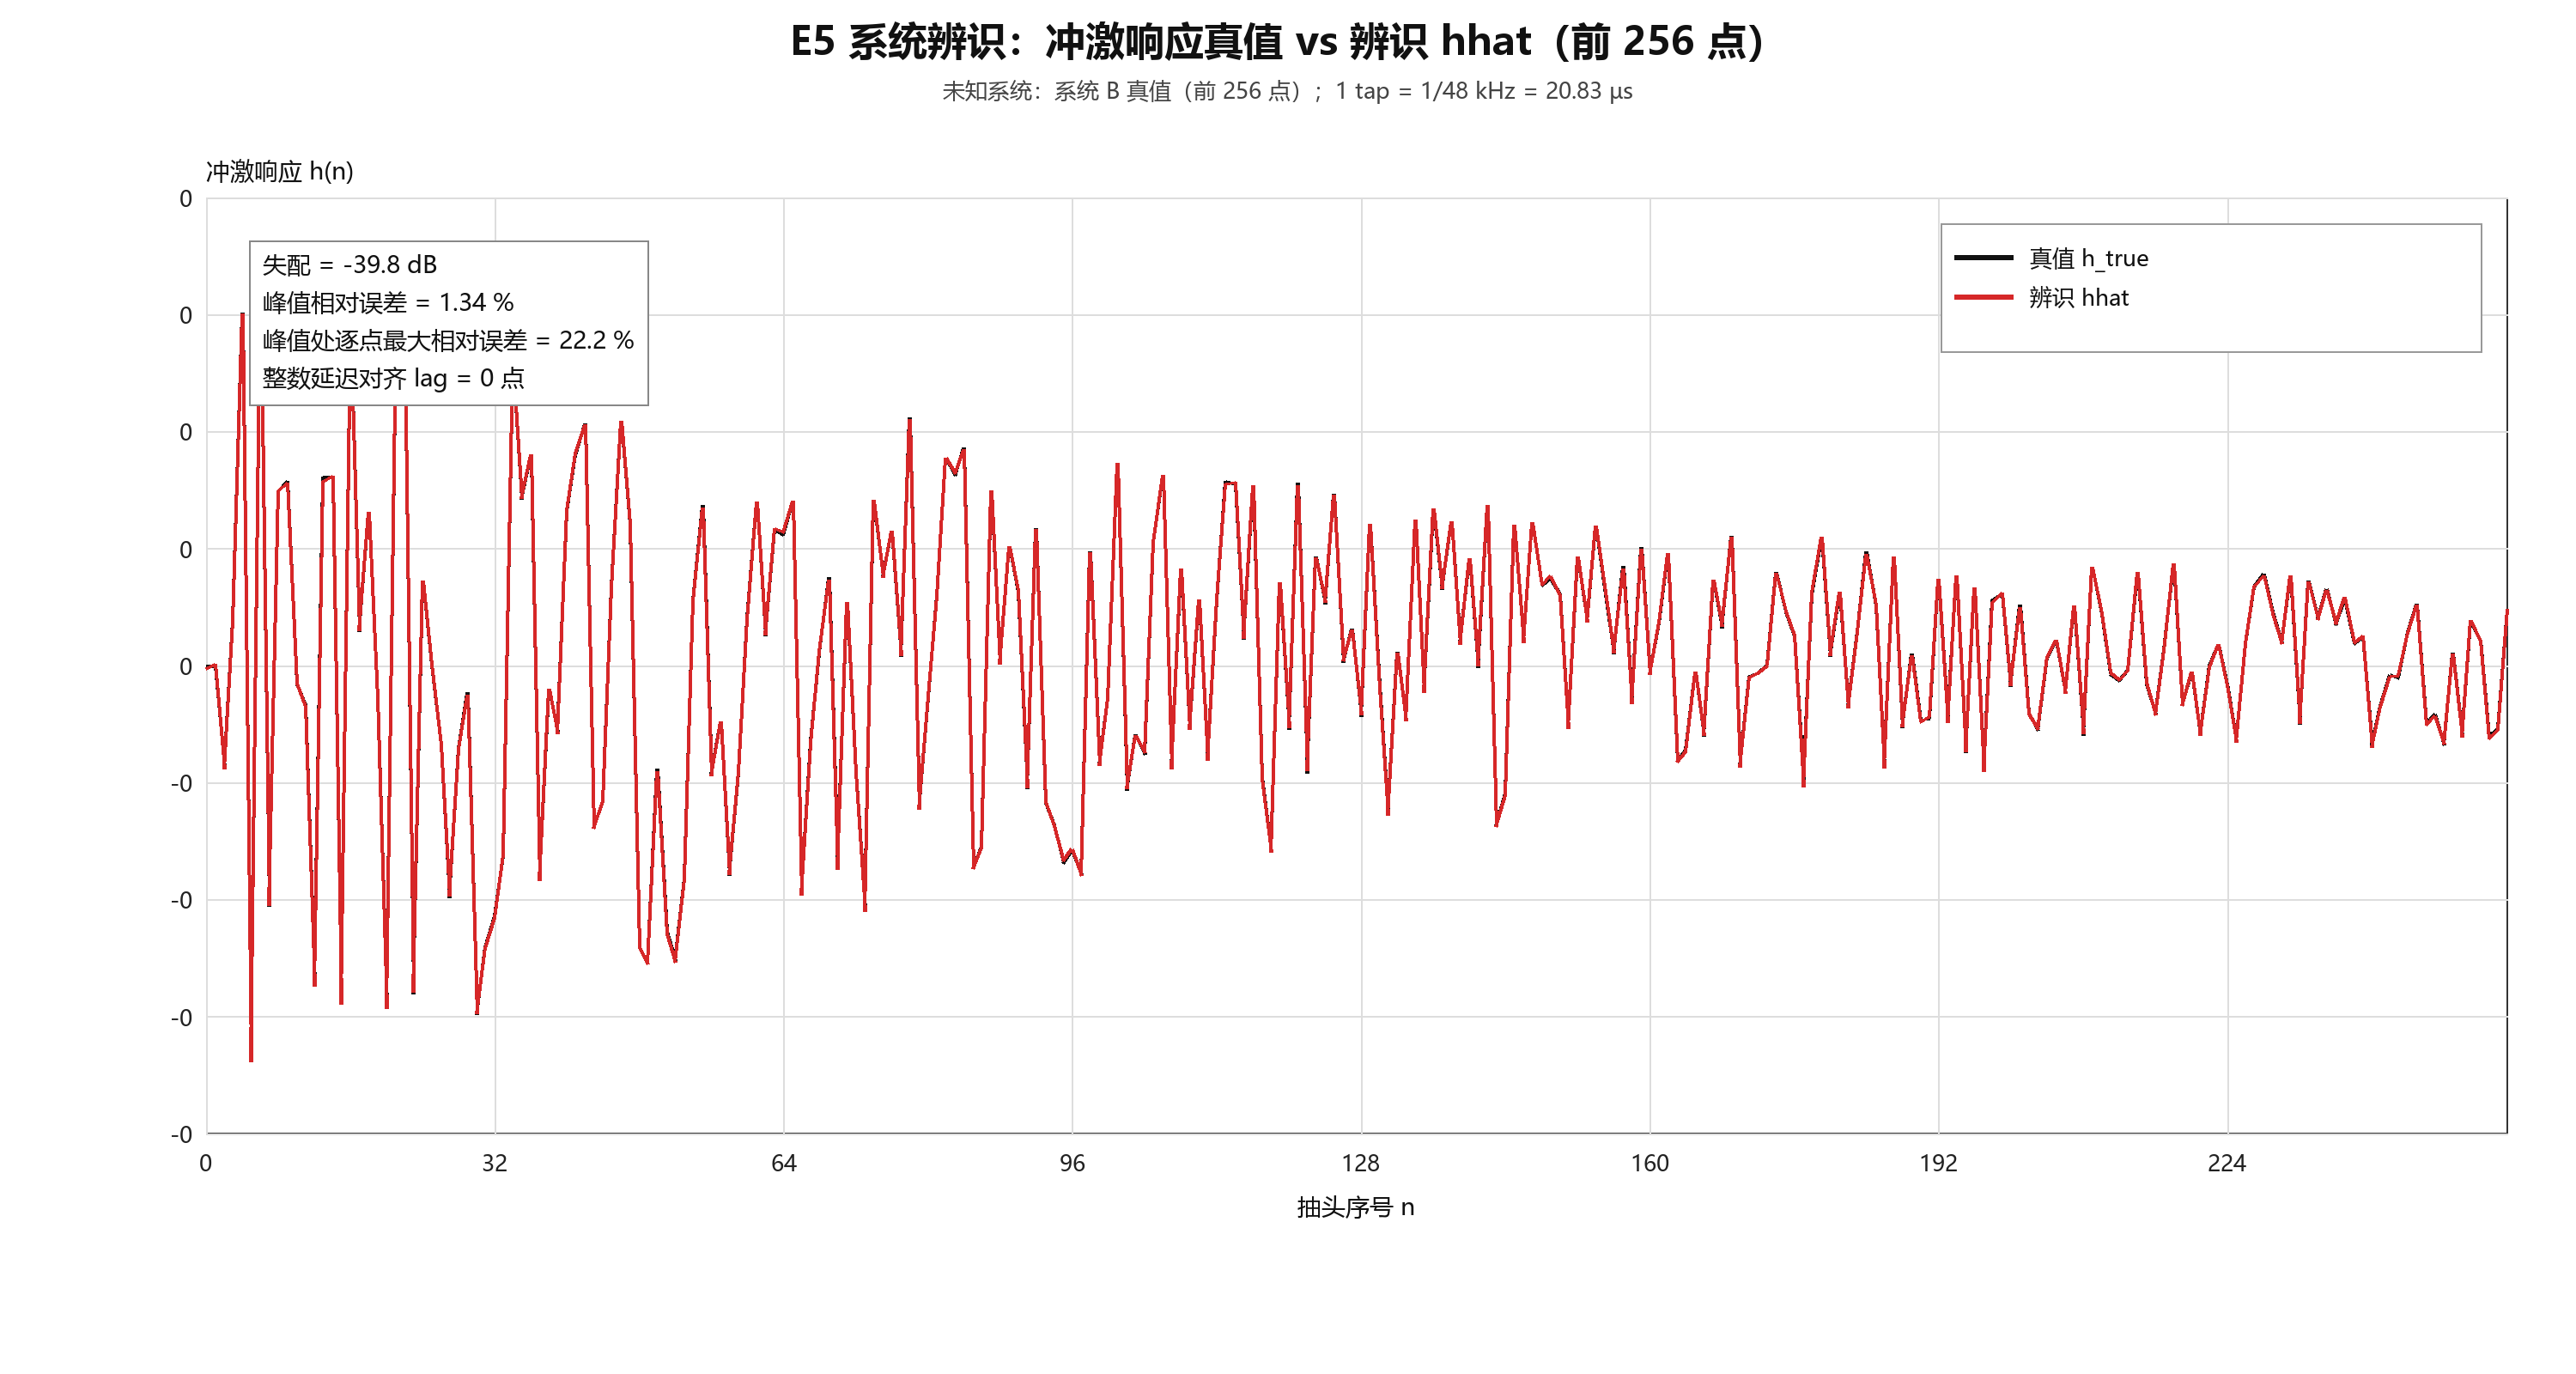 E5 系统辨识：冲激响应真值 vs 辨识 hhat（前 256 点）
未知系统：系统 B 真值（前 256 点）；1 tap = 1/48 kHz = 20.83 μs
冲激响应 h(n)
0
0
0
0
0
-0
-0
-0
-0
失配 = -39.8 dB
峰值相对误差 = 1.34 %
峰值处逐点最大相对误差 = 22.2 %
整数延迟对齐 lag = 0 点
真值 h_true
辨识 hhat
0 32 64 96 128 160 192 224
抽头序号 n